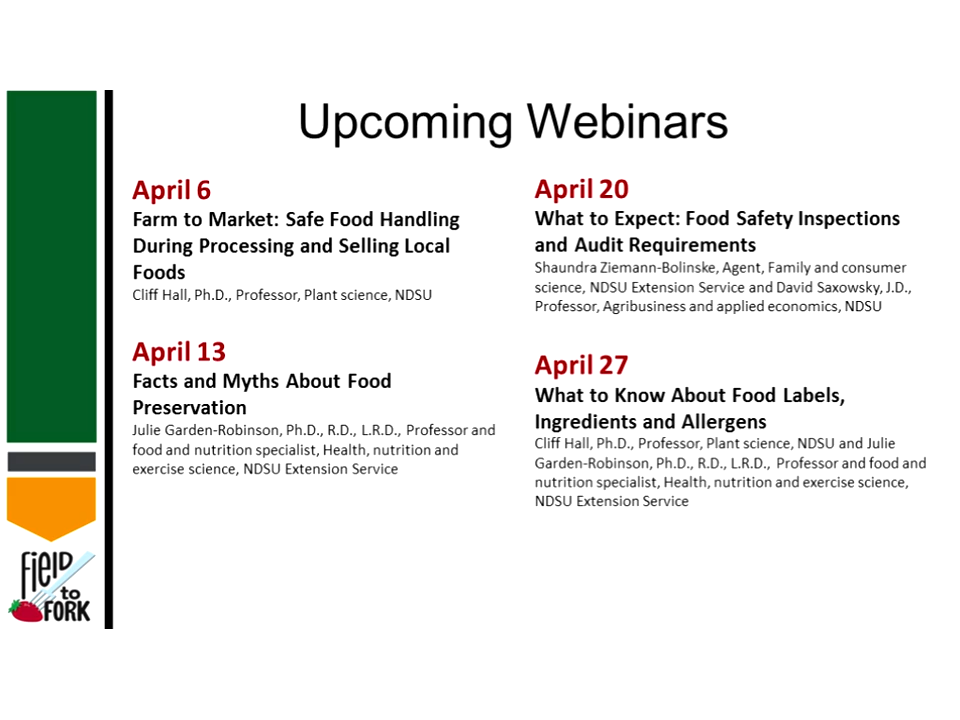 Upcoming Webinars
April 6
Farm to Market: Safe Food Handling
During Processing and Selling Local
Foods
Cliff Hall, Ph.D., Professor, Plant science, NDSU
April 13
Facts and Myths About Food
Preservation
Julie Garden-Robinson, Ph.D., R.D., L.R.D., Professor and
food and nutrition specialist, Health, nutrition and
exercise science, NDSU Extension Service
April 20
What to Expect: Food Safety Inspections
and Audit Requirements
Shaundra Ziemann-Bolinske, Agent, Family and consumer
science, NDSU Extension Service and David Saxowsky, J.D.,
Professor, Agribusiness and applied economics, NDSU
April 27
What to Know About Food Labels,
Ingredients and Allergens
Cliff Hall, Ph.D., Professor, Plant science, NDSU and Julie
Garden-Robinson, Ph.D., R.D., L.R.D., Professor and food and
nutrition specialist, Health, nutrition and exercise science,
NDSU Extension Service
FiElD
to
FORK